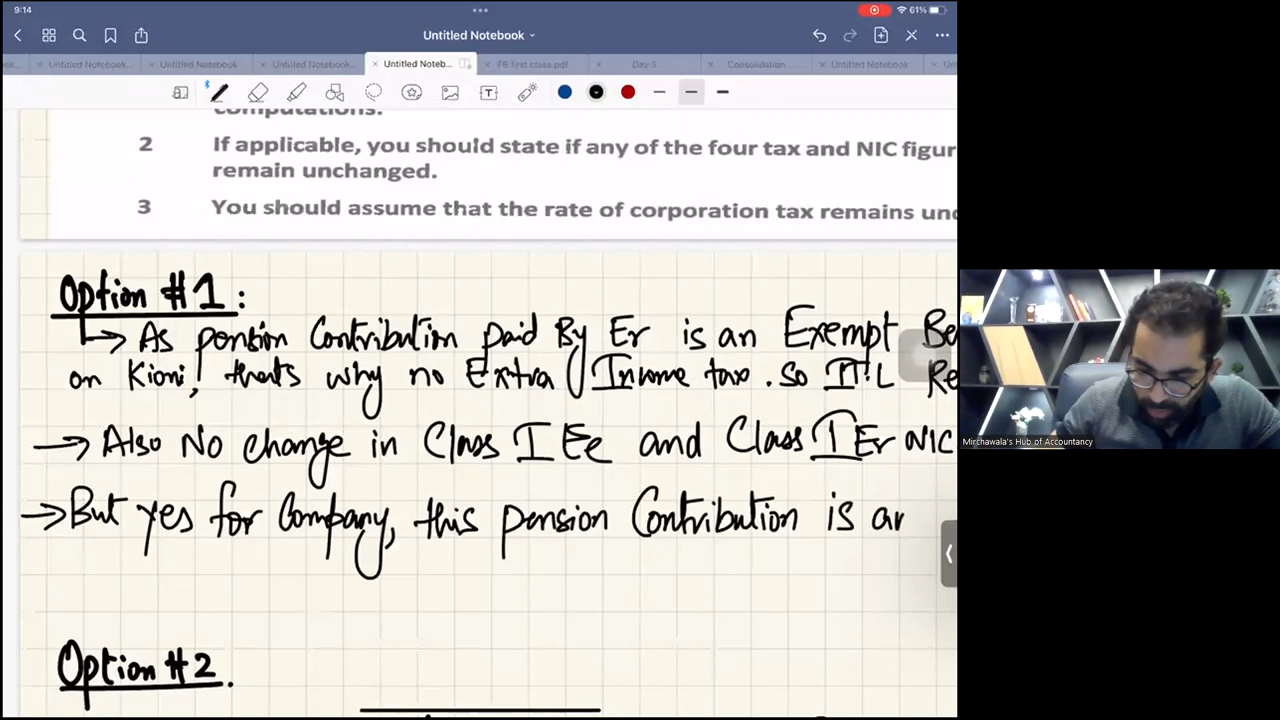 9:14
61%
Untitled Notebook
Untitled Notebook...
Untitled Notebook
Untitled Notebook
Untitled Noteb...
F6 first class.pdf
Day 5
Consolidation
Untitled Notebook
computations.
2 If applicable, you should state if any of the four tax and NIC figur
remain unchanged.
3 You should assume that the rate of corporation tax remains un
Option #1:
As pension Contribution paid By Er is an Exempt Be
on Kioni, thats why no Extra Income tax. so IT.L Re
Also No change in Class I Ee and Class I Er NIC
But yes for Company, this pension Contribution is an
Option #2.
Mirchawala's Hub of Accountancy